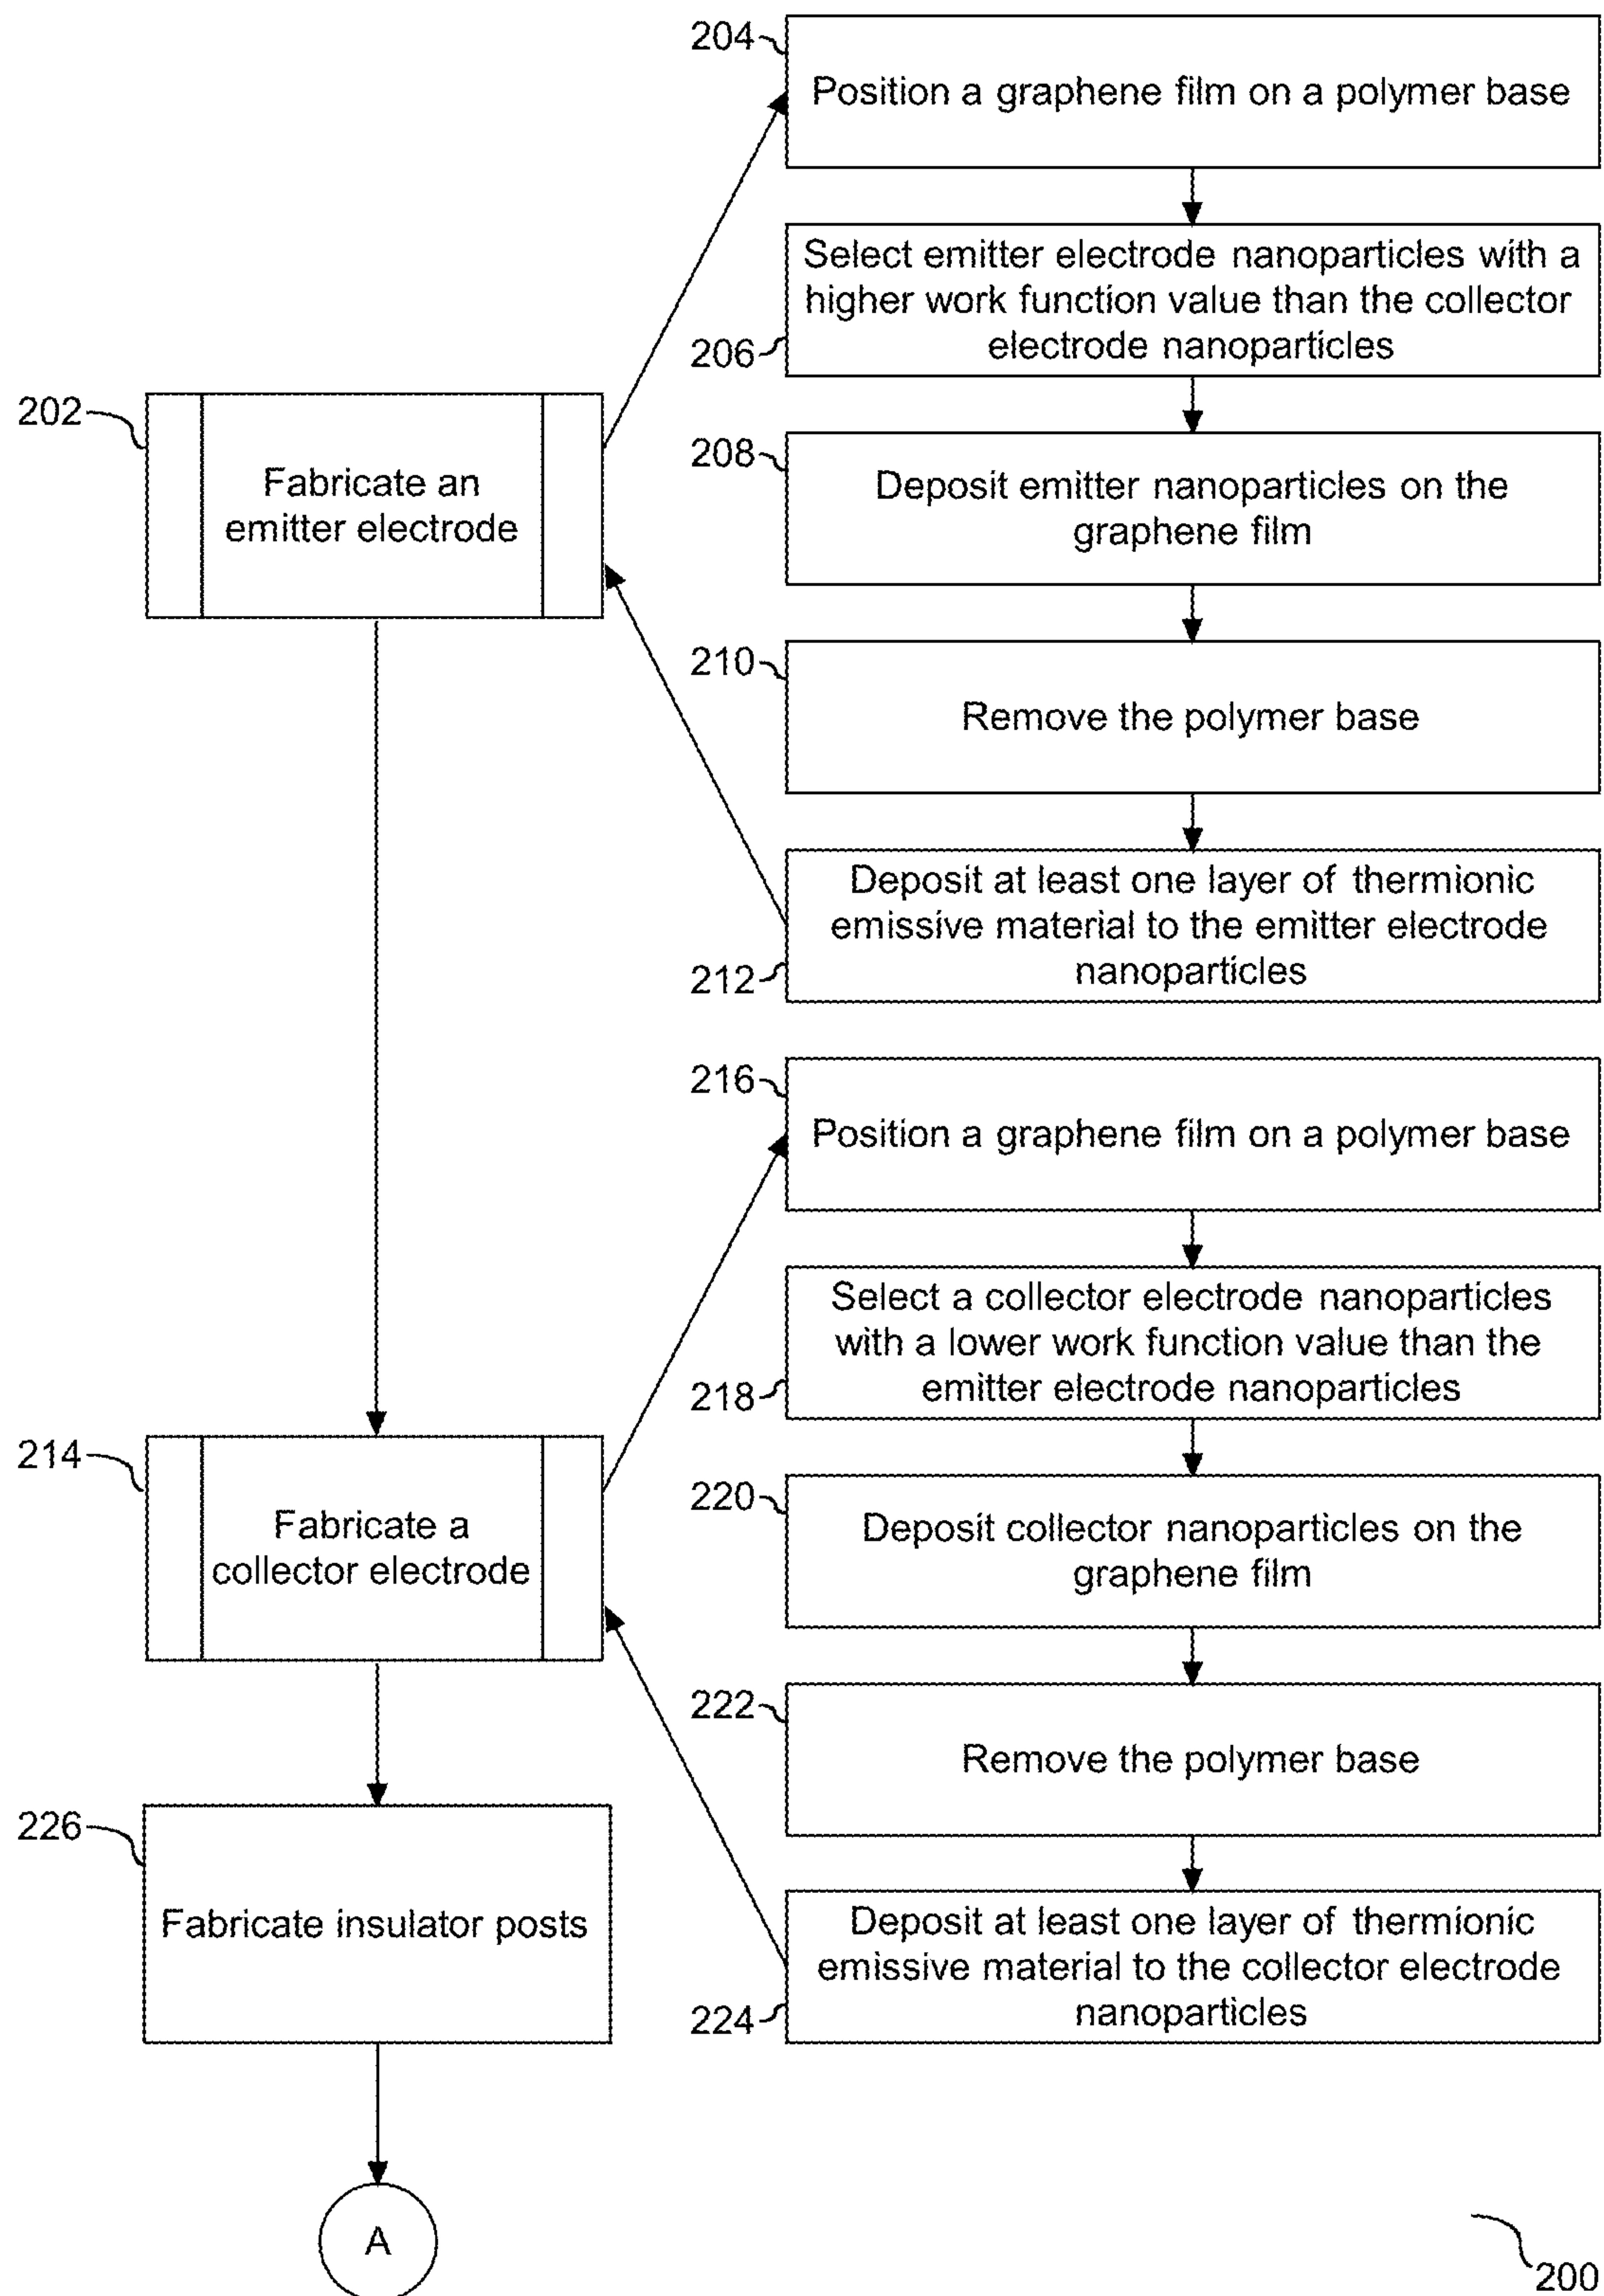 204
Position a graphene film on a polymer base
Select emitter electrode nanoparticles with a
higher work function value than the collector
electrode nanoparticles
206
202
Fabricate an
emitter electrode
208
Deposit emitter nanoparticles on the
graphene film
210
Remove the polymer base
Deposit at least one layer of thermionic
emissive material to the emitter electrode
nanoparticles
212
216
Position a graphene film on a polymer base
Select a collector electrode nanoparticles
with a lower work function value than the
emitter electrode nanoparticles
218
214
Fabricate a
collector electrode
220
Deposit collector nanoparticles on the
graphene film
222
Remove the polymer base
226
Fabricate insulator posts
Deposit at least one layer of thermionic
emissive material to the collector electrode
nanoparticles
224
A
200